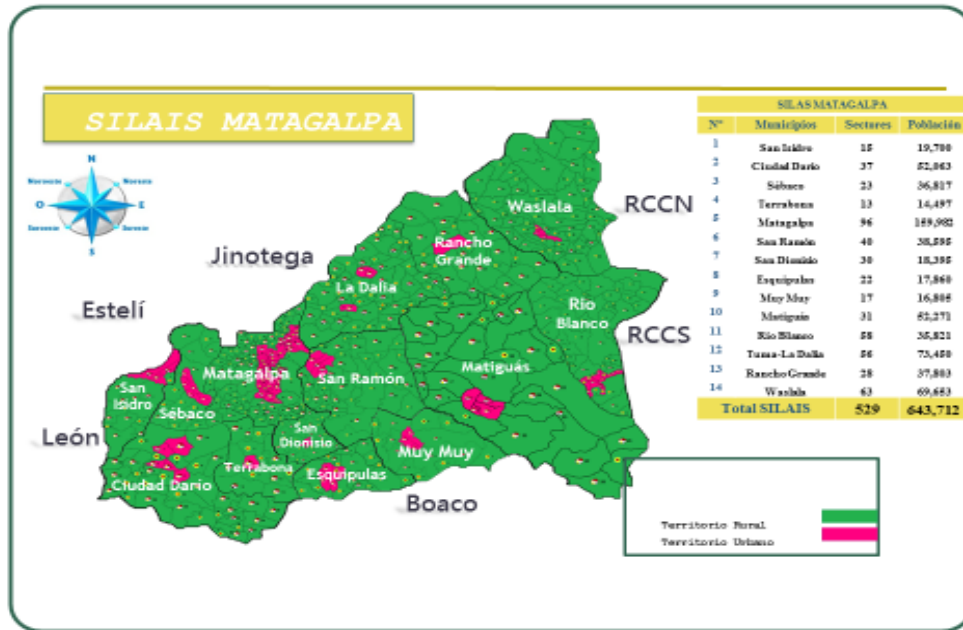 SILAIS MATAGALPA
N
Noroeste Noreste
O E
Suroeste Sureste
S
SILAS MATAGALPA
Nº Municipios Sectores Población
1 San Isidro 15 19,700
2 Ciudad Darío 37 52,063
3 Sébaco 23 36,817
4 Terrabona 13 14,497
5 Matagalpa 96 159,982
6 San Ramón 40 38,595
7 San Dionisio 30 18,395
8 Esquipulas 22 17,860
9 Muy Muy 17 16,805
10 Matiguás 31 52,271
11 Río Blanco 58 35,821
12 Tuma-La Dalia 56 73,450
13 Rancho Grande 28 37,803
14 Waslala 63 69,653
Total SILAIS 529 643,712
Waslala
RCCN
Rancho
Grande
Jinotega
La Dalia
Estelí
Rio
Blanco
RCCS
Matiguás
Matagalpa
San Ramón
San
Isidro
Sébaco
León
San
Dionisio
Muy Muy
Terrabona
Esquipulas
Ciudad Darío
Boaco
Territorio Rural
Territorio Urbano